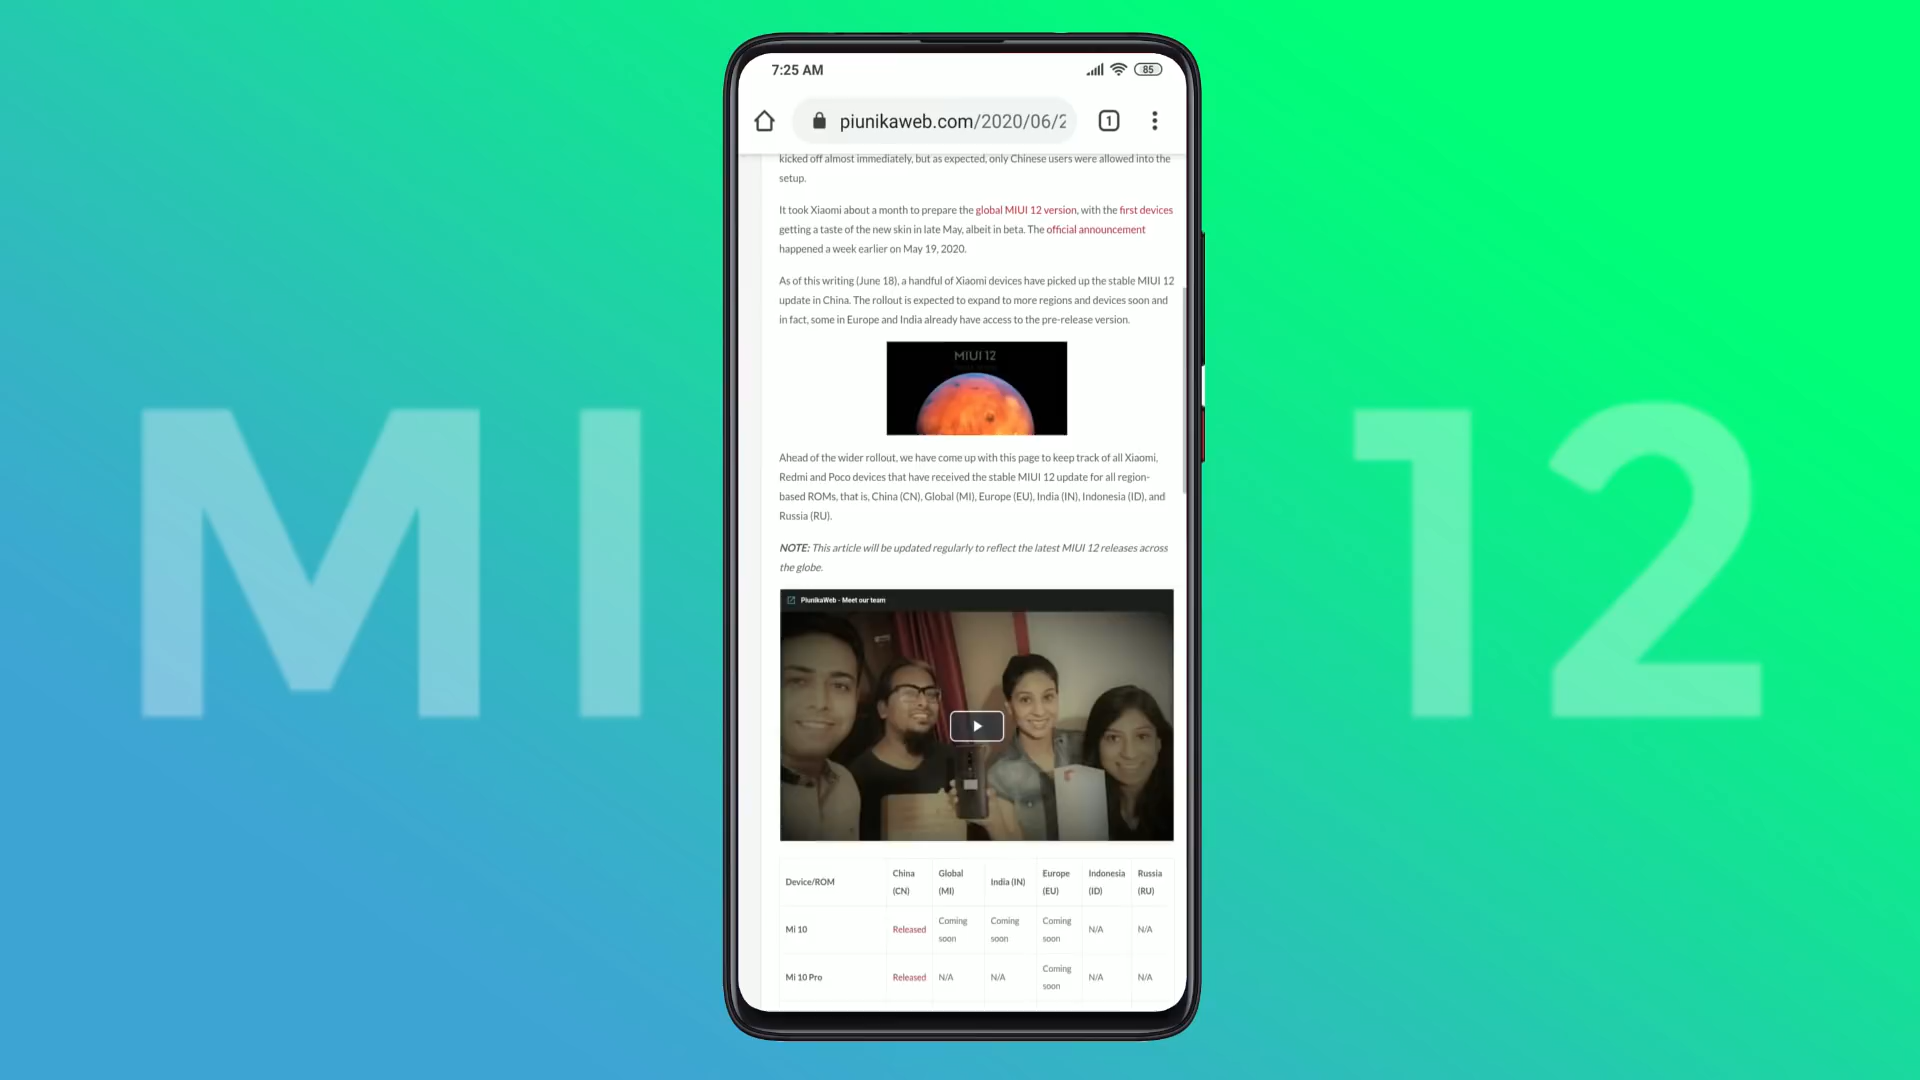 MI 12
7:25 AM
85
piunikaweb.com/2020/06/2
1
kicked off almost immediately, but as expected, only Chinese users were allowed into the
setup.
It took Xiaomi about a month to prepare the global MIUI 12 version, with the first devices
getting a taste of the new skin in late May, albeit in beta. The official announcement
happened a week earlier on May 19, 2020.
As of this writing (June 18), a handful of Xiaomi devices have picked up the stable MIUI 12
update in China. The rollout is expected to expand to more regions and devices soon and
in fact, some in Europe and India already have access to the pre-release version.
MIUI 12
Ahead of the wider rollout, we have come up with this page to keep track of all Xiaomi,
Redmi and Poco devices that have received the stable MIUI 12 update for all region-
based ROMs, that is, China (CN), Global (MI), Europe (EU), India (IN), Indonesia (ID), and
Russia (RU).
NOTE: This article will be updated regularly to reflect the latest MIUI 12 releases across
the globe.
PiunikaWeb - Meet our team
Device/ROM China (CN) Global (MI) India (IN) Europe (EU) Indonesia (ID) Russia (RU)
Mi 10 Released Coming soon Coming soon Coming soon N/A N/A
Mi 10 Pro Released N/A N/A Coming soon N/A N/A